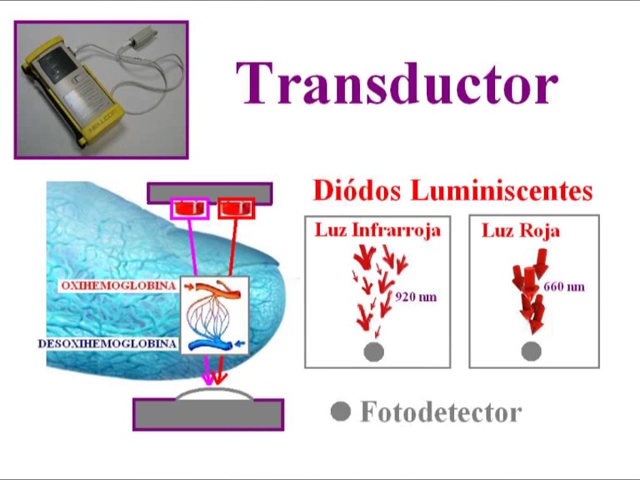 Transductor
Diódos Luminiscentes
Luz Infrarroja
Luz Roja
920 nm
660 nm
OXIHEMOGLOBINA
DESOXIHEMOGLOBINA
Fotodetector